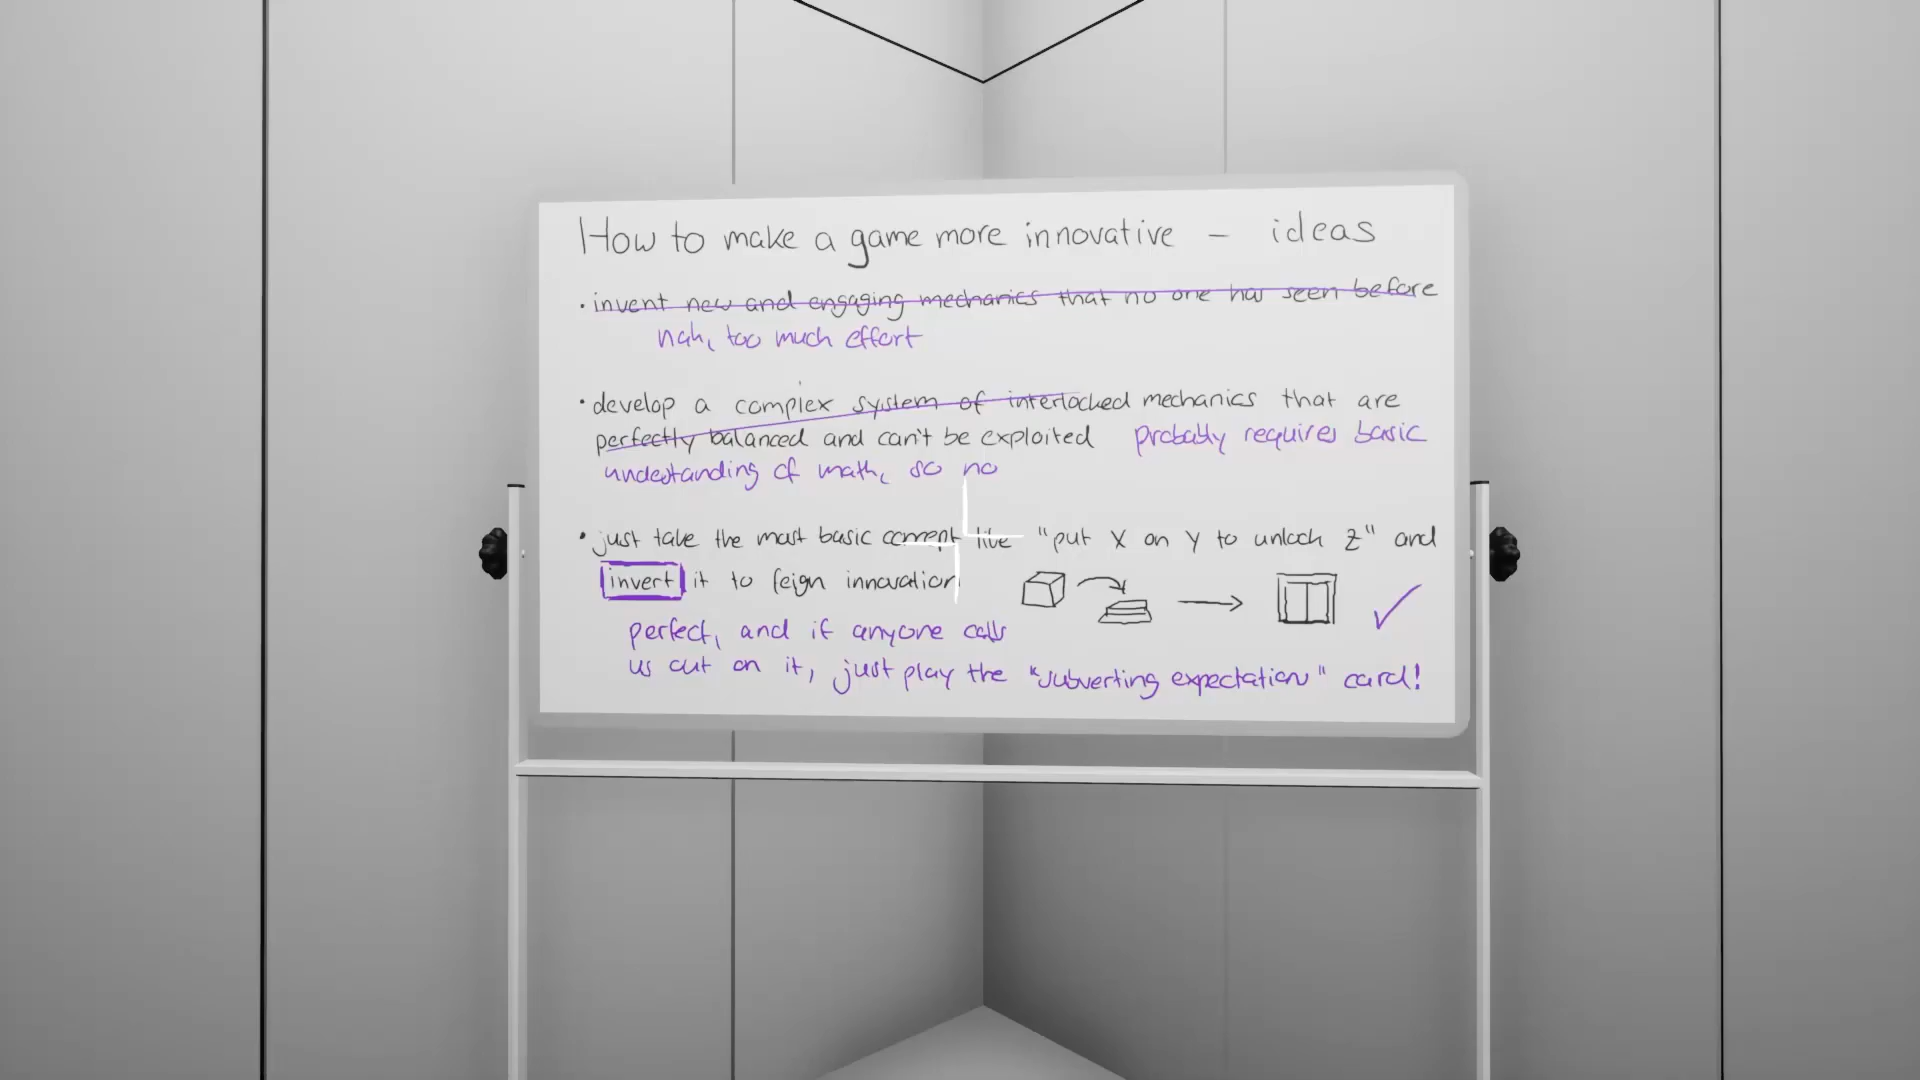 How to make a game more innovative – ideas
• invent new and engaging mechanics that no one has seen before
nah, too much effort
• develop a complex system of interlocked mechanics that are
perfectly balanced and can't be exploited probably requires basic
understanding of math, so no
• just take the most basic concept like "put X on Y to unlock Z" and
invert it to feign innovation
perfect, and if anyone calls
us out on it, just play the "subverting expectation" card!